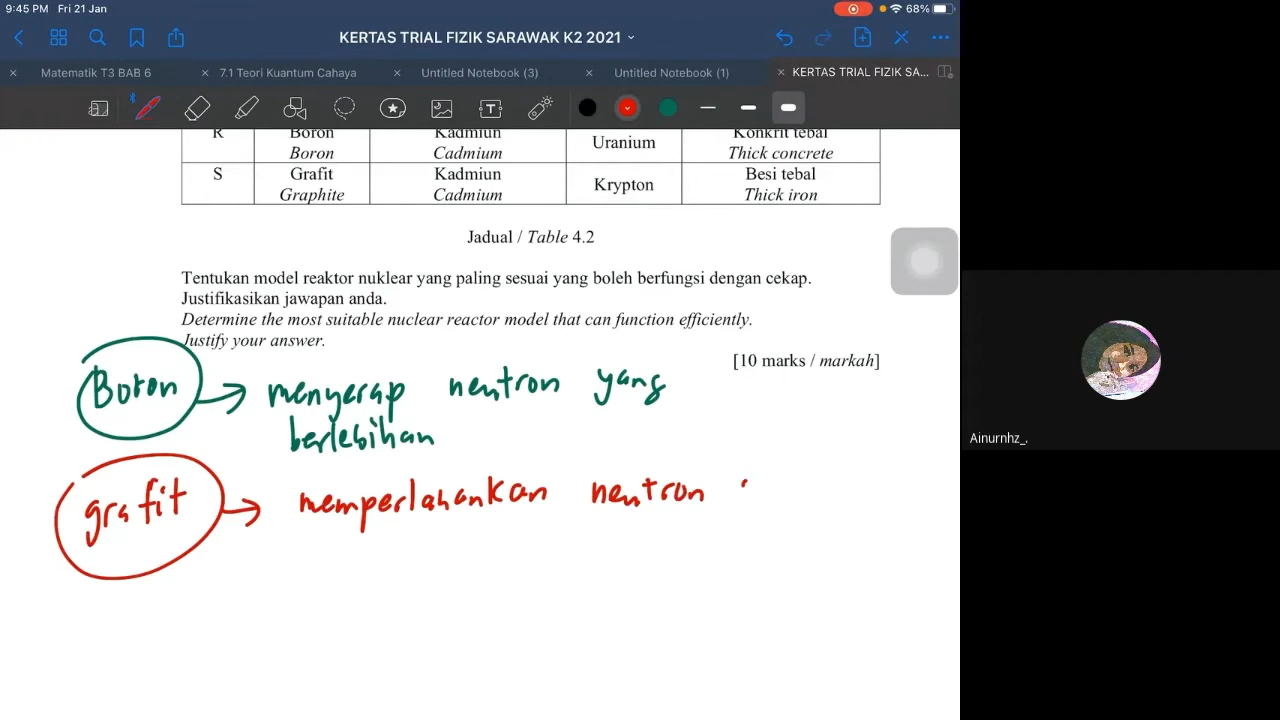 9:45 PM Fri 21 Jan
68%
KERTAS TRIAL FIZIK SARAWAK K2 2021
Matematik T3 BAB 6
7.1 Teori Kuantum Cahaya
Untitled Notebook (3)
Untitled Notebook (1)
KERTAS TRIAL FIZIK SA...
R Boron Kadmiun Uranium Konkrit tebal
Boron Cadmium Thick concrete
S Grafit Kadmiun Krypton Besi tebal
Graphite Cadmium Thick iron
Jadual / Table 4.2
Tentukan model reaktor nuklear yang paling sesuai yang boleh berfungsi dengan cekap.
Justifikasikan jawapan anda.
Determine the most suitable nuclear reactor model that can function efficiently.
Justify your answer.
[10 marks / markah]
Boron → menyerap neutron yang
berlebihan
grafit → memperlahankan neutron
Ainurnhz_.